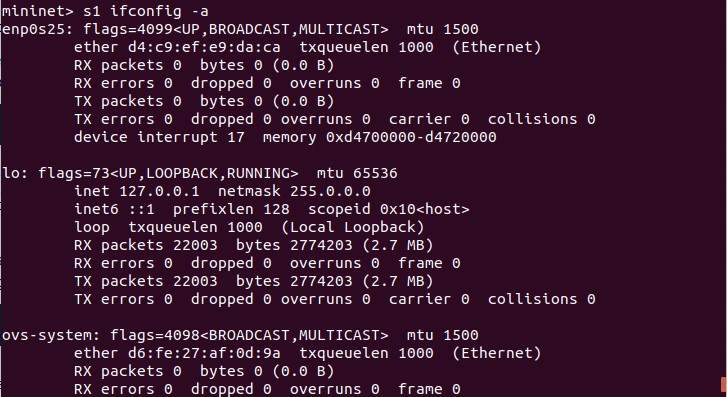 mininet> s1 ifconfig -a
enp0s25: flags=4099<UP,BROADCAST,MULTICAST>  mtu 1500
        ether d4:c9:ef:e9:da:ca  txqueuelen 1000  (Ethernet)
        RX packets 0  bytes 0 (0.0 B)
        RX errors 0  dropped 0  overruns 0  frame 0
        TX packets 0  bytes 0 (0.0 B)
        TX errors 0  dropped 0 overruns 0  carrier 0  collisions 0
        device interrupt 17  memory 0xd4700000-d4720000

lo: flags=73<UP,LOOPBACK,RUNNING>  mtu 65536
        inet 127.0.0.1  netmask 255.0.0.0
        inet6 ::1  prefixlen 128  scopeid 0x10<host>
        loop  txqueuelen 1000  (Local Loopback)
        RX packets 22003  bytes 2774203 (2.7 MB)
        RX errors 0  dropped 0  overruns 0  frame 0
        TX packets 22003  bytes 2774203 (2.7 MB)
        TX errors 0  dropped 0 overruns 0  carrier 0  collisions 0

ovs-system: flags=4098<BROADCAST,MULTICAST>  mtu 1500
        ether d6:fe:27:af:0d:9a  txqueuelen 1000  (Ethernet)
        RX packets 0  bytes 0 (0.0 B)
        RX errors 0  dropped 0  overruns 0  frame 0